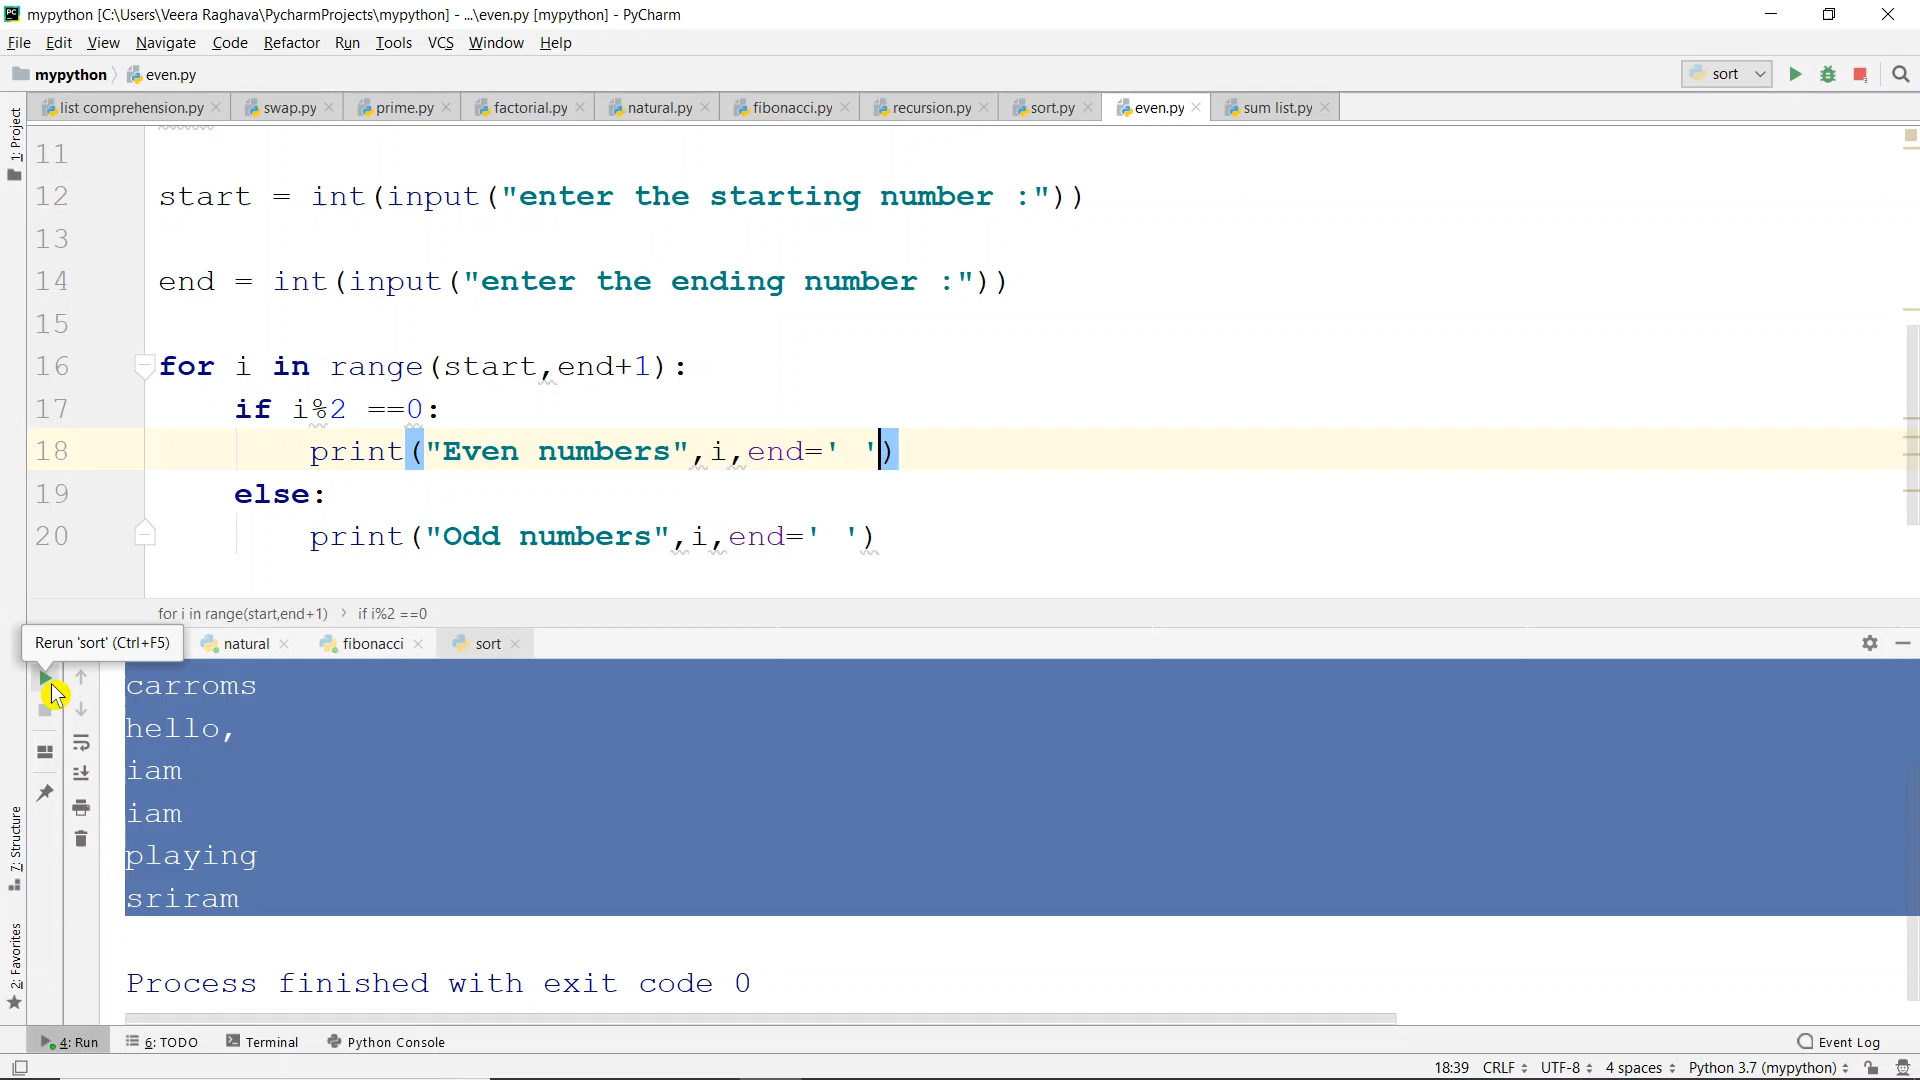 mypython [C:\Users\Veera Raghava\PycharmProjects\mypython] - ...\even.py [mypython] - PyCharm
File Edit View Navigate Code Refactor Run Tools VCS Window Help
mypython even.py sort
list comprehension.py swap.py prime.py factorial.py natural.py fibonacci.py recursion.py sort.py even.py sum list.py
11
12 start = int(input("enter the starting number :"))
13
14 end = int(input("enter the ending number :"))
15
16 for i in range(start,end+1):
17 if i%2 ==0:
18 print("Even numbers",i,end=' ')
19 else:
20 print("Odd numbers",i,end=' ')
for i in range(start,end+1) if i%2 ==0
Rerun 'sort' (Ctrl+F5) natural fibonacci sort
carroms
hello,
iam
iam
playing
sriram
Process finished with exit code 0
1: Project
7: Structure
2: Favorites
4: Run 6: TODO Terminal Python Console Event Log
18:39 CRLF UTF-8 4 spaces Python 3.7 (mypython)